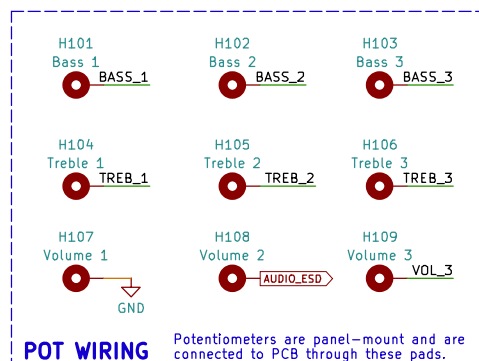 H101
Bass 1
BASS_1
H102
Bass 2
BASS_2
H103
Bass 3
BASS_3
H104
Treble 1
TREB_1
H105
Treble 2
TREB_2
H106
Treble 3
TREB_3
H107
Volume 1
GND
H108
Volume 2
AUDIO_ESD
H109
Volume 3
VOL_3
POT WIRING
Potentiometers are panel-mount and are
connected to PCB through these pads.